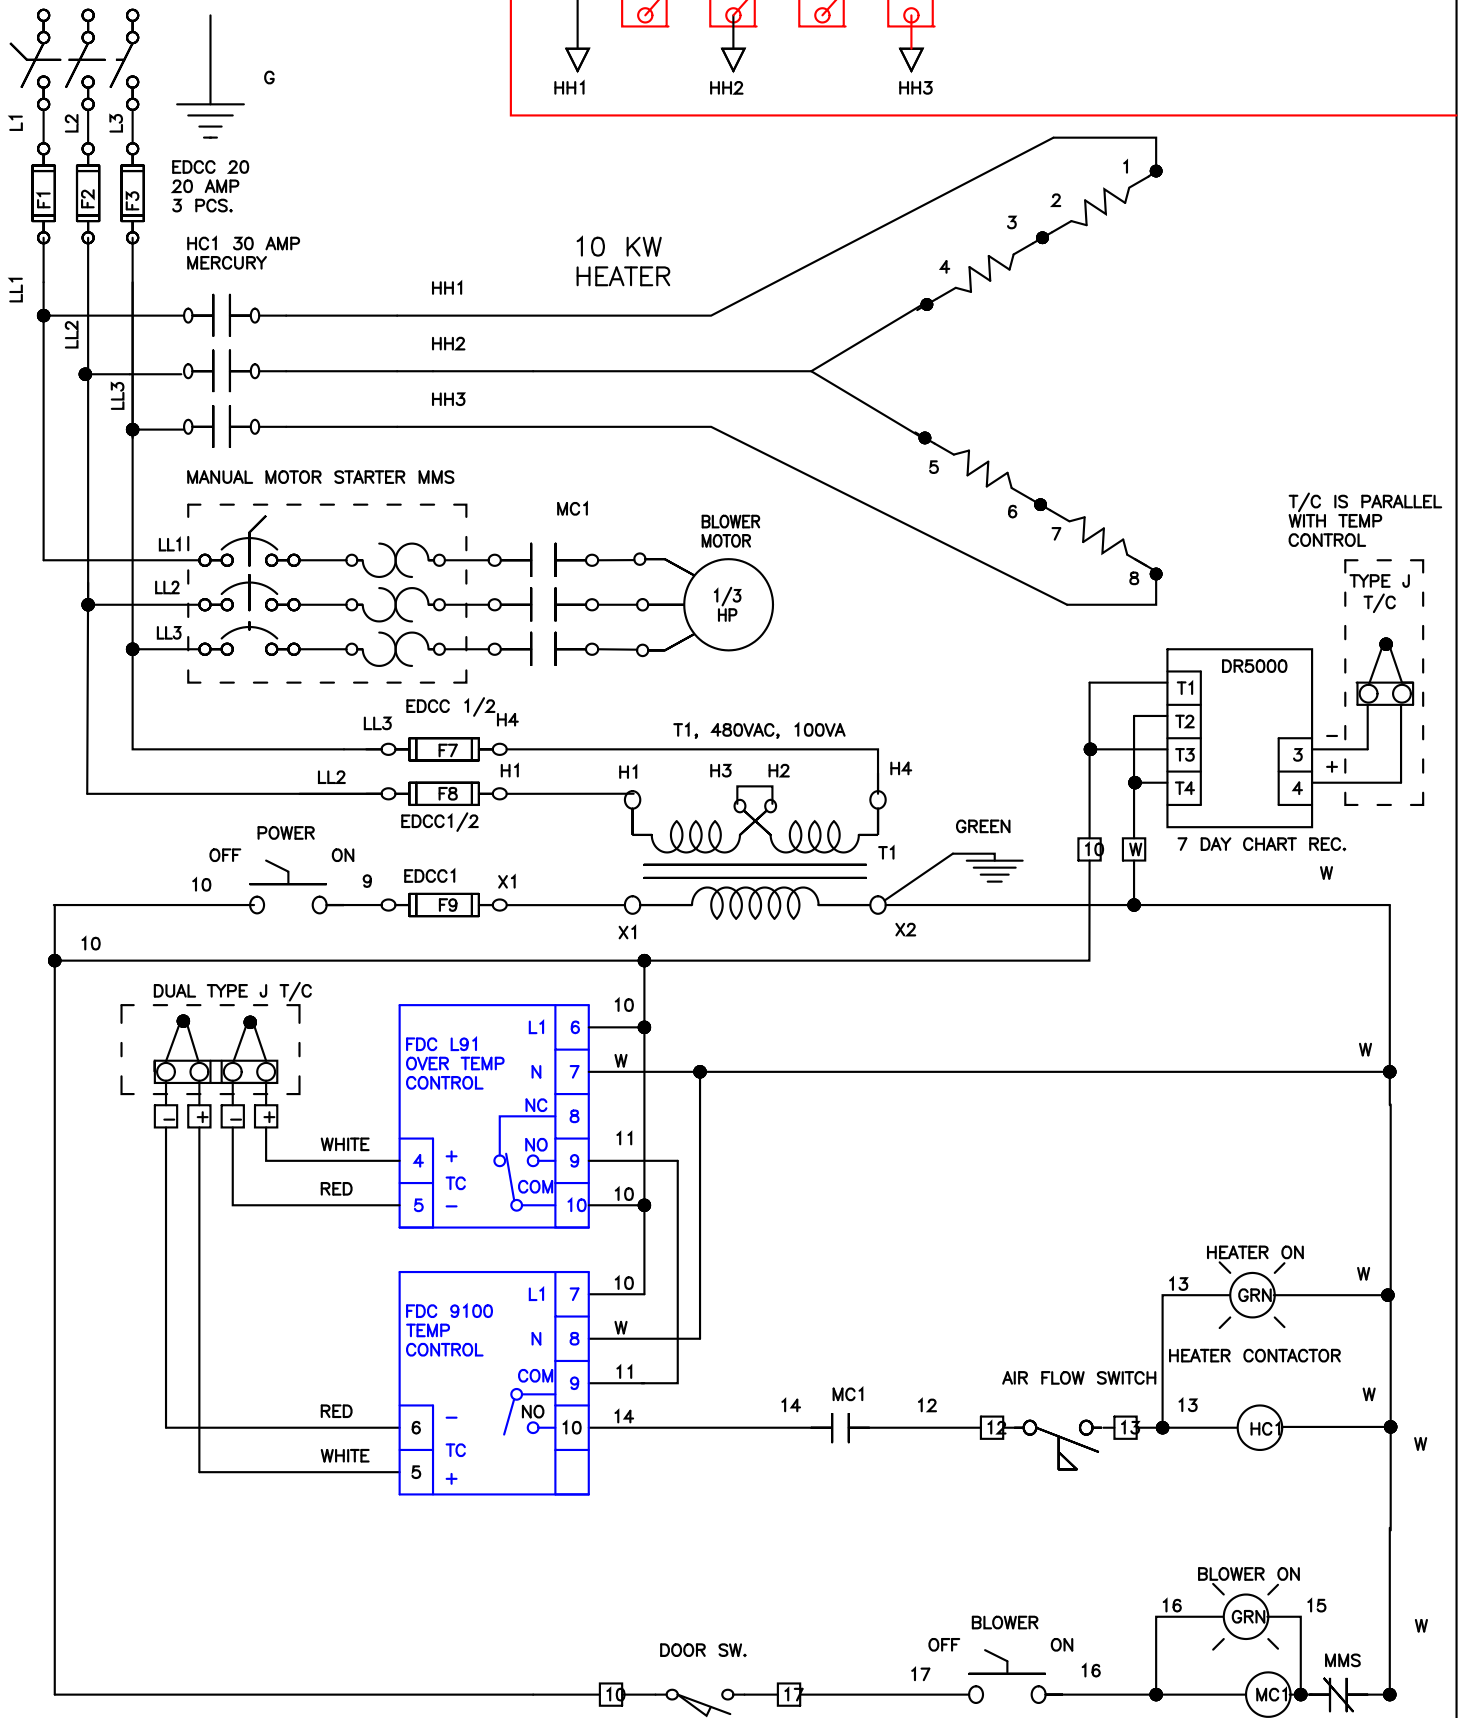 HH1
HH2
HH3
G
L1
L2
L3
EDCC 20
20 AMP
3 PCS.
F1
F2
F3
HC1 30 AMP
MERCURY
10 KW
HEATER
1
2
3
4
LL1
LL2
LL3
HH1
HH2
HH3
5
6
7
8
MANUAL MOTOR STARTER MMS
MC1
BLOWER
MOTOR
1/3
HP
LL1
LL2
LL3
T/C IS PARALLEL
WITH TEMP
CONTROL
TYPE J
T/C
DR5000
T1
T2
T3
T4
3
4
-
+
7 DAY CHART REC.
W
10
W
EDCC 1/2
LL3
H4
F7
T1, 480VAC, 100VA
LL2
H1
F8
EDCC1/2
H1
H3
H2
H4
T1
GREEN
POWER
OFF
ON
10
9
EDCC1
X1
F9
X1
X2
10
DUAL TYPE J T/C
-
+
-
+
WHITE
RED
FDC L91
OVER TEMP
CONTROL
L1
6
10
N
7
W
W
NC
8
NO
9
11
COM
10
10
4
+
TC
5
-
FDC 9100
TEMP
CONTROL
L1
7
10
N
8
W
COM
9
11
NO
10
14
RED
WHITE
6
-
TC
5
+
14
MC1
12
12
AIR FLOW SWITCH
13
13
HEATER ON
13
GRN
W
HEATER CONTACTOR
HC1
W
W
BLOWER ON
16
GRN
15
W
DOOR SW.
10
17
17
BLOWER
OFF
ON
16
MC1
MMS